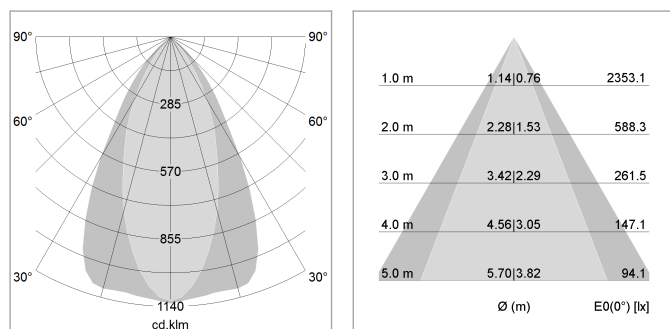 90° 90°
285
60° 60°
570
855
30° 30°
1140
cd.klm
1.0 m 1.14|0.76 2353.1
2.0 m 2.28|1.53 588.3
3.0 m 3.42|2.29 261.5
4.0 m 4.56|3.05 147.1
5.0 m 5.70|3.82 94.1
Ø (m) E0(0°) [lx]